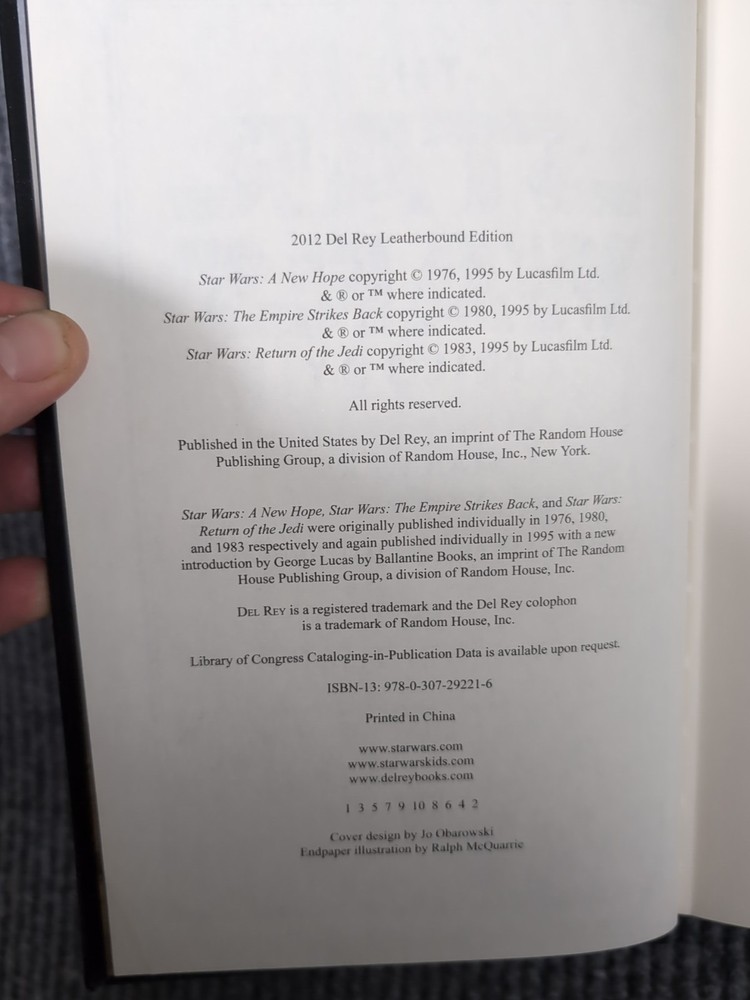 2012 Del Rey Leatherbound Edition
Star Wars: A New Hope copyright © 1976, 1995 by Lucasfilm Ltd.
& ® or ™ where indicated.
Star Wars: The Empire Strikes Back copyright © 1980, 1995 by Lucasfilm Ltd.
& ® or ™ where indicated.
Star Wars: Return of the Jedi copyright © 1983, 1995 by Lucasfilm Ltd.
& ® or ™ where indicated.
All rights reserved.
Published in the United States by Del Rey, an imprint of The Random House
Publishing Group, a division of Random House, Inc., New York.
Star Wars: A New Hope, Star Wars: The Empire Strikes Back, and Star Wars:
Return of the Jedi were originally published individually in 1976, 1980,
and 1983 respectively and again published individually in 1995 with a new
introduction by George Lucas by Ballantine Books, an imprint of The Random
House Publishing Group, a division of Random House, Inc.
DEL REY is a registered trademark and the Del Rey colophon
is a trademark of Random House, Inc.
Library of Congress Cataloging-in-Publication Data is available upon request.
ISBN-13: 978-0-307-29221-6
Printed in China
www.starwars.com
www.starwarskids.com
www.delreybooks.com
1 3 5 7 9 10 8 6 4 2
Cover design by Jo Obarowski
Endpaper illustration by Ralph McQuarrie